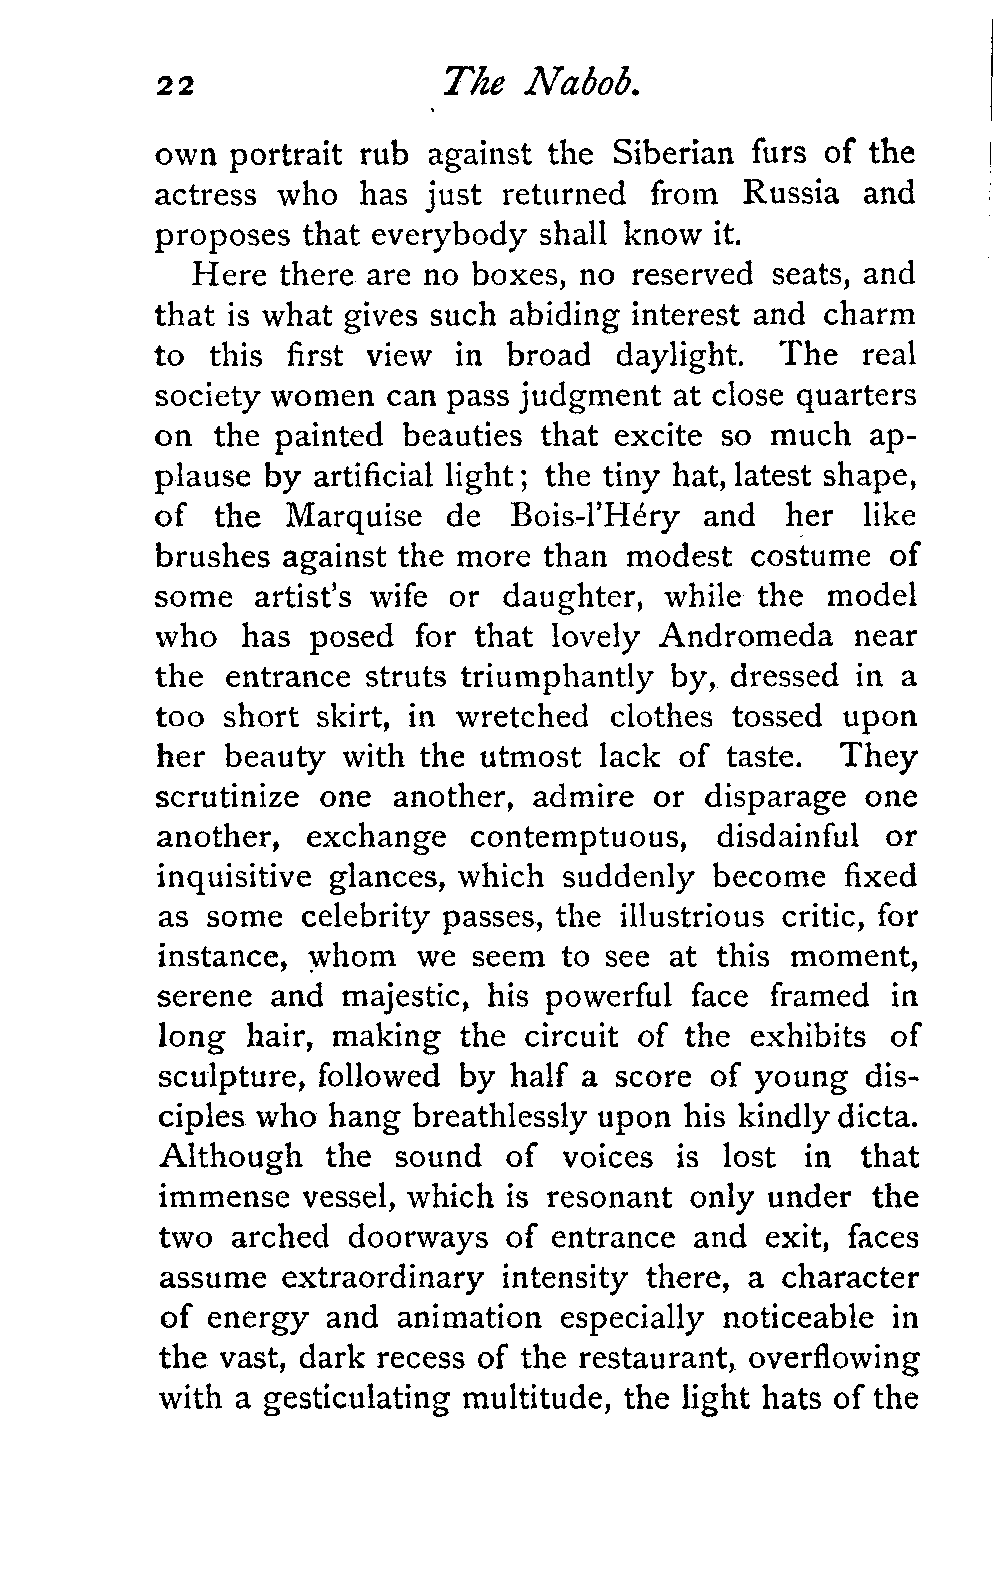 22 The Nabob.
own portrait rub against the Siberian furs of the
actress who has just returned from Russia and
proposes that everybody shall know it.
Here there are no boxes, no reserved seats, and
that is what gives such abiding interest and charm
to this first view in broad daylight. The real
society women can pass judgment at close quarters
on the painted beauties that excite so much ap-
plause by artificial light; the tiny hat, latest shape,
of the Marquise de Bois-l'Héry and her like
brushes against the more than modest costume of
some artist's wife or daughter, while the model
who has posed for that lovely Andromeda near
the entrance struts triumphantly by, dressed in a
too short skirt, in wretched clothes tossed upon
her beauty with the utmost lack of taste. They
scrutinize one another, admire or disparage one
another, exchange contemptuous, disdainful or
inquisitive glances, which suddenly become fixed
as some celebrity passes, the illustrious critic, for
instance, whom we seem to see at this moment,
serene and majestic, his powerful face framed in
long hair, making the circuit of the exhibits of
sculpture, followed by half a score of young dis-
ciples who hang breathlessly upon his kindly dicta.
Although the sound of voices is lost in that
immense vessel, which is resonant only under the
two arched doorways of entrance and exit, faces
assume extraordinary intensity there, a character
of energy and animation especially noticeable in
the vast, dark recess of the restaurant, overflowing
with a gesticulating multitude, the light hats of the